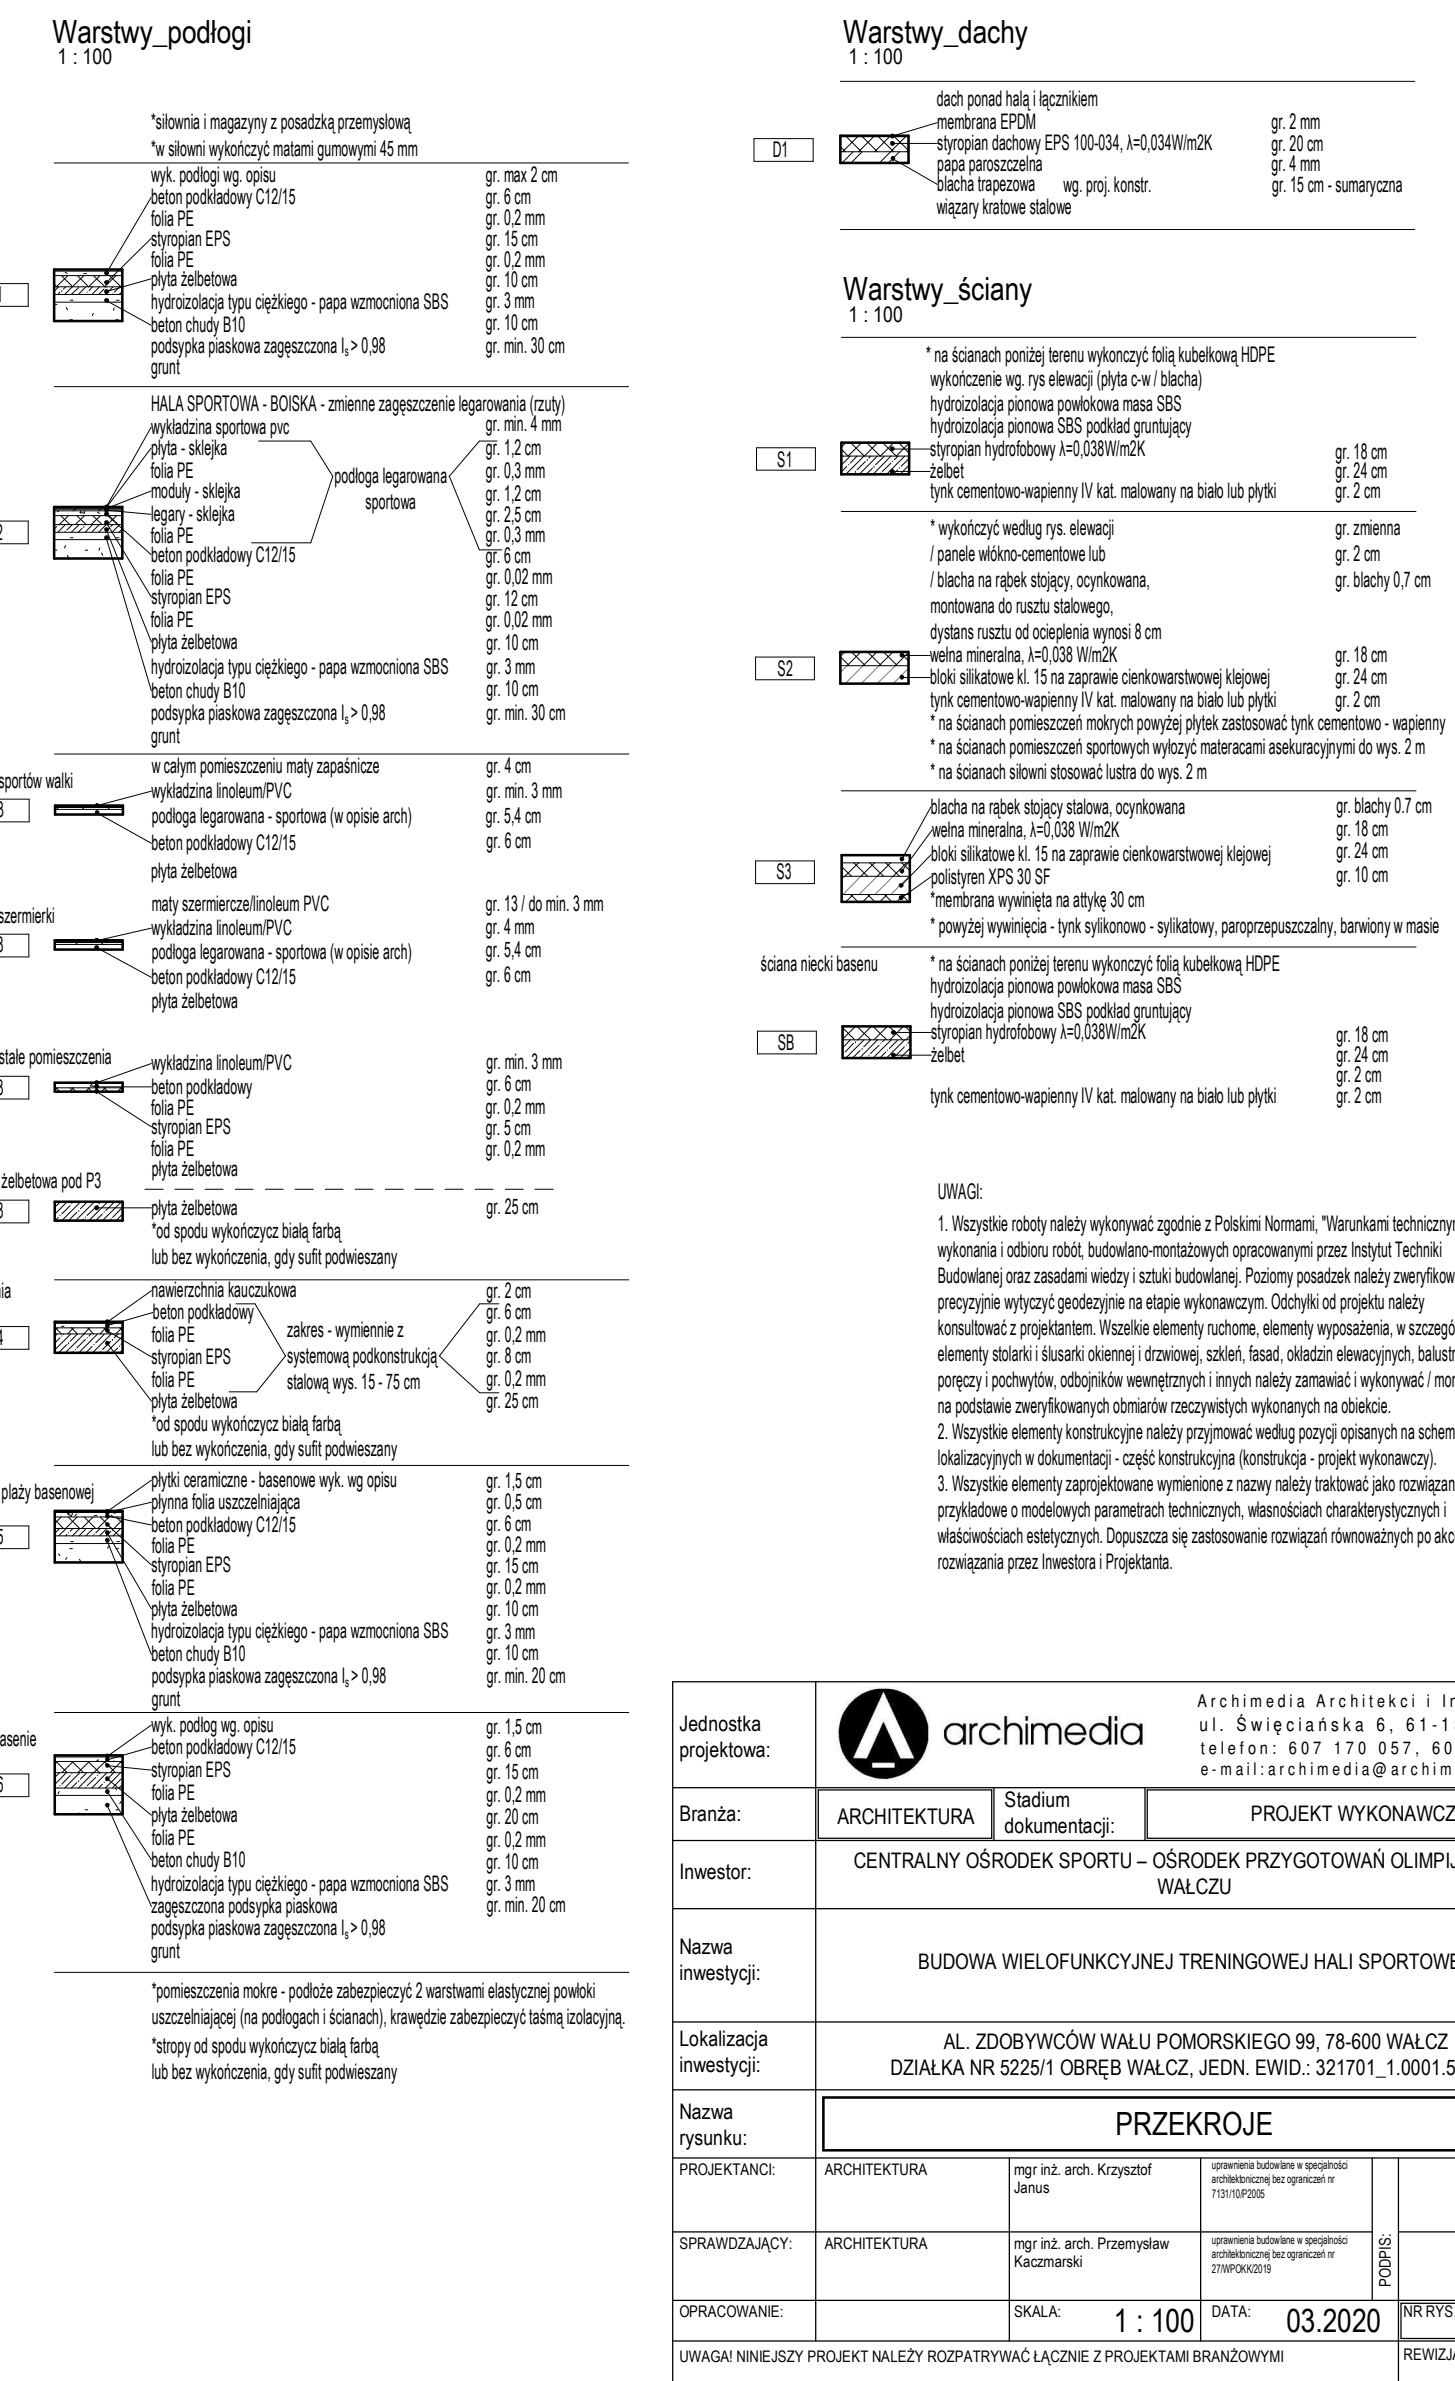 Warstwy_podłogi
1 : 100
*siłownia i magazyny z posadzką przemysłową
*w siłowni wykończyć matami gumowymi 45 mm
wyk. podłogi wg. opisu gr. max 2 cm
beton podkładowy C12/15 gr. 6 cm
folia PE gr. 0,2 mm
styropian EPS gr. 15 cm
folia PE gr. 0,2 mm
płyta żelbetowa gr. 10 cm
hydroizolacja typu ciężkiego - papa wzmocniona SBS gr. 3 mm
beton chudy B10 gr. 10 cm
podsypka piaskowa zagęszczona Is > 0,98 gr. min. 30 cm
grunt
HALA SPORTOWA - BOISKA - zmienne zagęszczenie legarowania (rzuty)
wykładzina sportowa pvc gr. min. 4 mm
płyta - sklejka gr. 1,2 cm
folia PE gr. 0,3 mm
podłoga legarowana
sportowa
moduły - sklejka gr. 1,2 cm
legary - sklejka gr. 2,5 cm
2
folia PE gr. 0,3 mm
beton podkładowy C12/15 gr. 6 cm
folia PE gr. 0,02 mm
styropian EPS gr. 12 cm
folia PE gr. 0,02 mm
płyta żelbetowa gr. 10 cm
hydroizolacja typu ciężkiego - papa wzmocniona SBS gr. 3 mm
beton chudy B10 gr. 10 cm
podsypka piaskowa zagęszczona Is > 0,98 gr. min. 30 cm
grunt
sportów walki
3
w całym pomieszczeniu maty zapaśnicze gr. 4 cm
wykładzina linoleum/PVC gr. min. 3 mm
podłoga legarowana - sportowa (w opisie arch) gr. 5,4 cm
beton podkładowy C12/15 gr. 6 cm
płyta żelbetowa
szermierki
3
maty szermiercze/linoleum PVC gr. 13 / do min. 3 mm
wykładzina linoleum/PVC gr. 4 mm
podłoga legarowana - sportowa (w opisie arch) gr. 5,4 cm
beton podkładowy C12/15 gr. 6 cm
płyta żelbetowa
stałe pomieszczenia
3
wykładzina linoleum/PVC gr. min. 3 mm
beton podkładowy gr. 6 cm
folia PE gr. 0,2 mm
styropian EPS gr. 5 cm
folia PE gr. 0,2 mm
płyta żelbetowa
żelbetowa pod P3
3
płyta żelbetowa gr. 25 cm
*od spodu wykończycz białą farbą
lub bez wykończenia, gdy sufit podwieszany
nia
4
nawierzchnia kauczukowa gr. 2 cm
beton podkładowy gr. 6 cm
folia PE gr. 0,2 mm
styropian EPS gr. 8 cm
folia PE gr. 0,2 mm
płyta żelbetowa gr. 25 cm
zakres - wymiennie z
systemową podkonstrukcją
stalową wys. 15 - 75 cm
*od spodu wykończycz białą farbą
lub bez wykończenia, gdy sufit podwieszany
plaży basenowej
5
płytki ceramiczne - basenowe wyk. wg opisu gr. 1,5 cm
płynna folia uszczelniająca gr. 0,5 cm
beton podkładowy C12/15 gr. 6 cm
folia PE gr. 0,2 mm
styropian EPS gr. 15 cm
folia PE gr. 0,2 mm
płyta żelbetowa gr. 10 cm
hydroizolacja typu ciężkiego - papa wzmocniona SBS gr. 3 mm
beton chudy B10 gr. 10 cm
podsypka piaskowa zagęszczona Is > 0,98 gr. min. 20 cm
grunt
asenie
6
wyk. podłog wg. opisu gr. 1,5 cm
beton podkładowy C12/15 gr. 6 cm
styropian EPS gr. 15 cm
folia PE gr. 0,2 mm
płyta żelbetowa gr. 20 cm
folia PE gr. 0,2 mm
beton chudy B10 gr. 10 cm
hydroizolacja typu ciężkiego - papa wzmocniona SBS gr. 3 mm
zagęszczona podsypka piaskowa gr. min. 20 cm
podsypka piaskowa zagęszczona Is > 0,98
grunt
*pomieszczenia mokre - podłoże zabezpieczyć 2 warstwami elastycznej powłoki
uszczelniającej (na podłogach i ścianach), krawędzie zabezpieczyć taśmą izolacyjną.
*stropy od spodu wykończycz białą farbą
lub bez wykończenia, gdy sufit podwieszany
Warstwy_dachy
1 : 100
D1
dach ponad halą i łącznikiem
membrana EPDM gr. 2 mm
styropian dachowy EPS 100-034, λ=0,034W/m2K gr. 20 cm
papa paroszczelna gr. 4 mm
blacha trapezowa wg. proj. konstr. gr. 15 cm - sumaryczna
wiązary kratowe stalowe
Warstwy_ściany
1 : 100
S1
* na ścianach poniżej terenu wykonczyć folią kubełkową HDPE
wykończenie wg. rys elewacji (płyta c-w / blacha)
hydroizolacja pionowa powłokowa masa SBS
hydroizolacja pionowa SBS podkład gruntujący
styropian hydrofobowy λ=0,038W/m2K gr. 18 cm
żelbet gr. 24 cm
tynk cementowo-wapienny IV kat. malowany na biało lub płytki gr. 2 cm
S2
* wykończyć według rys. elewacji gr. zmienna
/ panele włókno-cementowe lub gr. 2 cm
/ blacha na rąbek stojący, ocynkowana, gr. blachy 0,7 cm
montowana do rusztu stalowego,
dystans rusztu od ocieplenia wynosi 8 cm
wełna mineralna, λ=0,038 W/m2K gr. 18 cm
bloki silikatowe kl. 15 na zaprawie cienkowarstwowej klejowej gr. 24 cm
tynk cementowo-wapienny IV kat. malowany na biało lub płytki gr. 2 cm
* na ścianach pomieszczeń mokrych powyżej płytek zastosować tynk cementowo - wapienny
* na ścianach pomieszczeń sportowych wyłozyć materacami asekuracyjnymi do wys. 2 m
* na ścianach siłowni stosować lustra do wys. 2 m
S3
blacha na rąbek stojący stalowa, ocynkowana gr. blachy 0.7 cm
wełna mineralna, λ=0,038 W/m2K gr. 18 cm
bloki silikatowe kl. 15 na zaprawie cienkowarstwowej klejowej gr. 24 cm
polistyren XPS 30 SF gr. 10 cm
*membrana wywinięta na attykę 30 cm
* powyżej wywinięcia - tynk sylikonowo - sylikatowy, paroprzepuszczalny, barwiony w masie
ściana niecki basenu
SB
* na ścianach poniżej terenu wykonczyć folią kubełkową HDPE
hydroizolacja pionowa powłokowa masa SBS
hydroizolacja pionowa SBS podkład gruntujący
styropian hydrofobowy λ=0,038W/m2K gr. 18 cm
żelbet gr. 24 cm
gr. 2 cm
tynk cementowo-wapienny IV kat. malowany na biało lub płytki gr. 2 cm
UWAGI:
1. Wszystkie roboty należy wykonywać zgodnie z Polskimi Normami, "Warunkami techniczny
wykonania i odbioru robót, budowlano-montażowych opracowanymi przez Instytut Techniki
Budowlanej oraz zasadami wiedzy i sztuki budowlanej. Poziomy posadzek należy zweryfikow
precyzyjnie wytyczyć geodezyjnie na etapie wykonawczym. Odchyłki od projektu należy
konsultować z projektantem. Wszelkie elementy ruchome, elementy wyposażenia, w szczegó
elementy stolarki i ślusarki okiennej i drzwiowej, szkleń, fasad, okładzin elewacyjnych, balustr
poręczy i pochwytów, odbojników wewnętrznych i innych należy zamawiać i wykonywać / mon
na podstawie zweryfikowanych obmiarów rzeczywistych wykonanych na obiekcie.
2. Wszystkie elementy konstrukcyjne należy przyjmować według pozycji opisanych na schem
lokalizacyjnych w dokumentacji - część konstrukcyjna (konstrukcja - projekt wykonawczy).
3. Wszystkie elementy zaprojektowane wymienione z nazwy należy traktować jako rozwiązan
przykładowe o modelowych parametrach technicznych, własnościach charakterystycznych i
właściwościach estetycznych. Dopuszcza się zastosowanie rozwiązań równoważnych po akc
rozwiązania przez Inwestora i Projektanta.
Jednostka
projektowa:
archimedia
Archimedia Architekci i In
ul. Święciańska 6, 61-1
telefon: 607 170 057, 60
e-mail:archimedia@archim
Branża: ARCHITEKTURA
Stadium
dokumentacji:
PROJEKT WYKONAWCZ
Inwestor:
CENTRALNY OŚRODEK SPORTU – OŚRODEK PRZYGOTOWAŃ OLIMPIJ
WAŁCZU
Nazwa
inwestycji:
BUDOWA WIELOFUNKCYJNEJ TRENINGOWEJ HALI SPORTOWE
Lokalizacja
inwestycji:
AL. ZDOBYWCÓW WAŁU POMORSKIEGO 99, 78-600 WAŁCZ
DZIAŁKA NR 5225/1 OBRĘB WAŁCZ, JEDN. EWID.: 321701_1.0001.5
Nazwa
rysunku:
PRZEKROJE
PROJEKTANCI: ARCHITEKTURA
mgr inż. arch. Krzysztof
Janus
uprawnienia budowlane w specjalności
architektonicznej bez ograniczeń nr
7131/10/P2005
SPRAWDZAJĄCY: ARCHITEKTURA
mgr inż. arch. Przemysław
Kaczmarski
uprawnienia budowlane w specjalności
architektonicznej bez ograniczeń nr
27/WPOKK/2019
PODPIS:
OPRACOWANIE: SKALA: 1 : 100 DATA: 03.2020 NR RYS
UWAGA! NINIEJSZY PROJEKT NALEŻY ROZPATRYWAĆ ŁĄCZNIE Z PROJEKTAMI BRANŻOWYMI REWIZJA